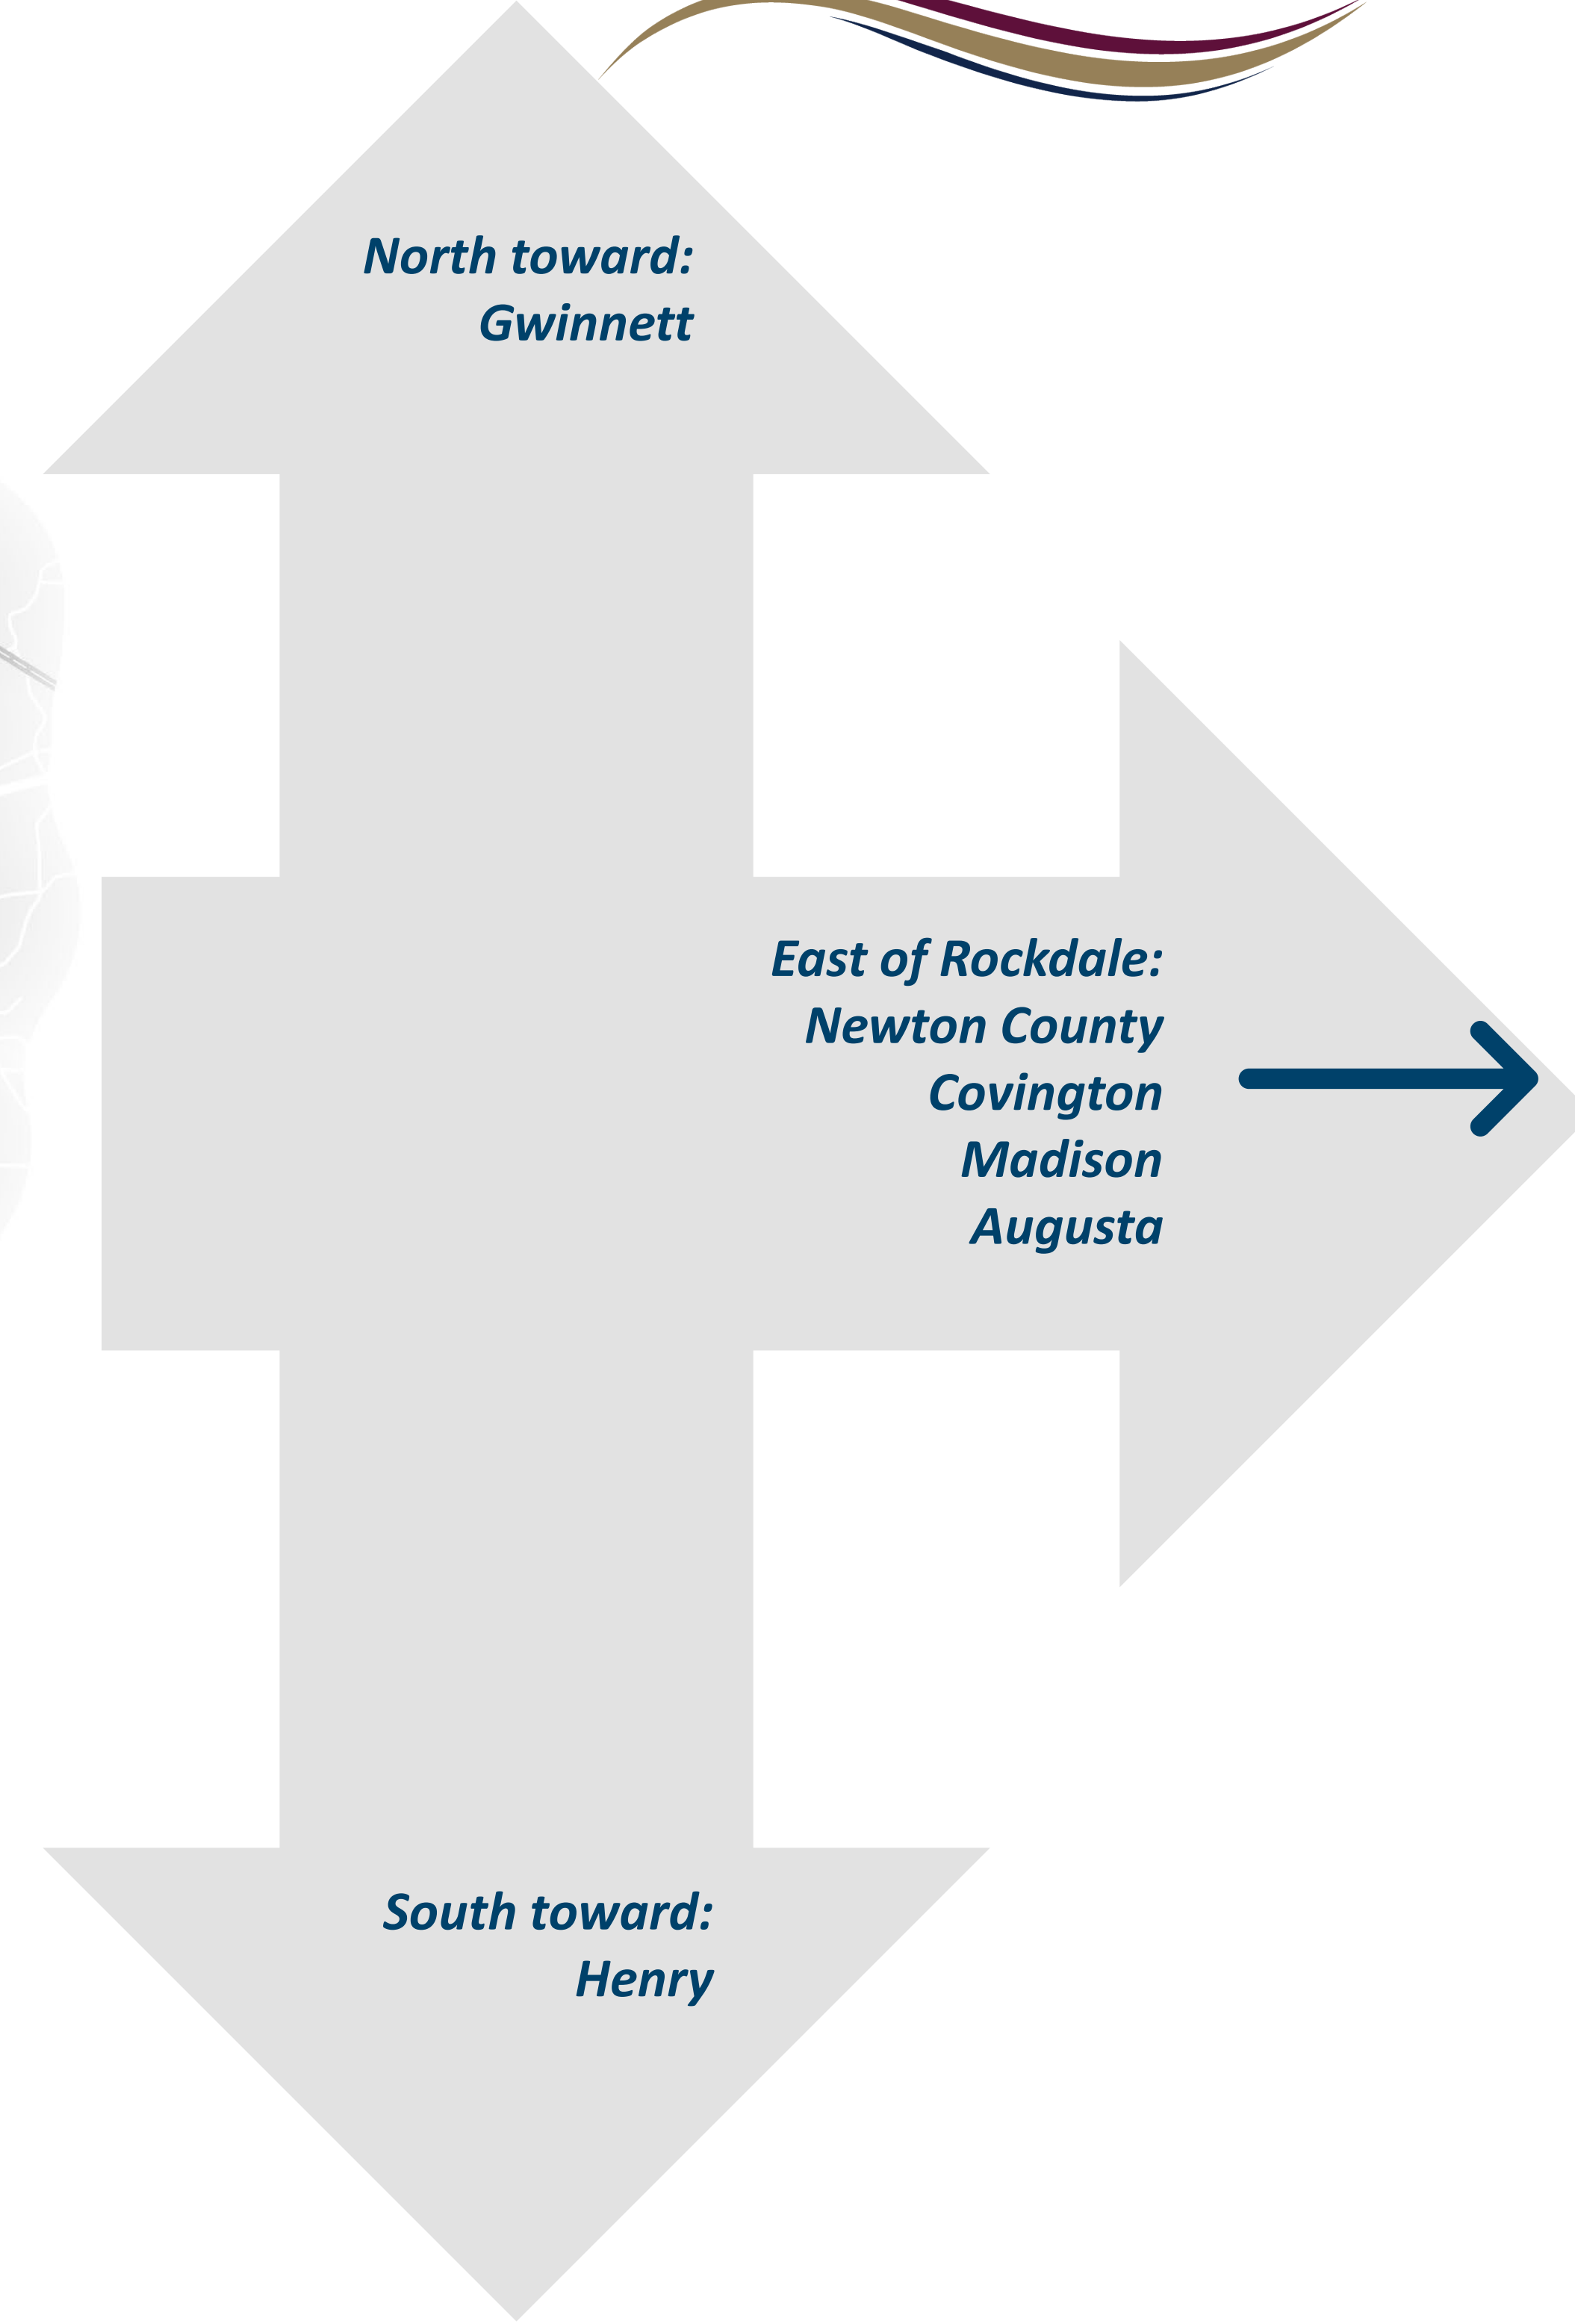 North toward:
Gwinnett
East of Rockdale:
Newton County
Covington
Madison
Augusta
South toward:
Henry